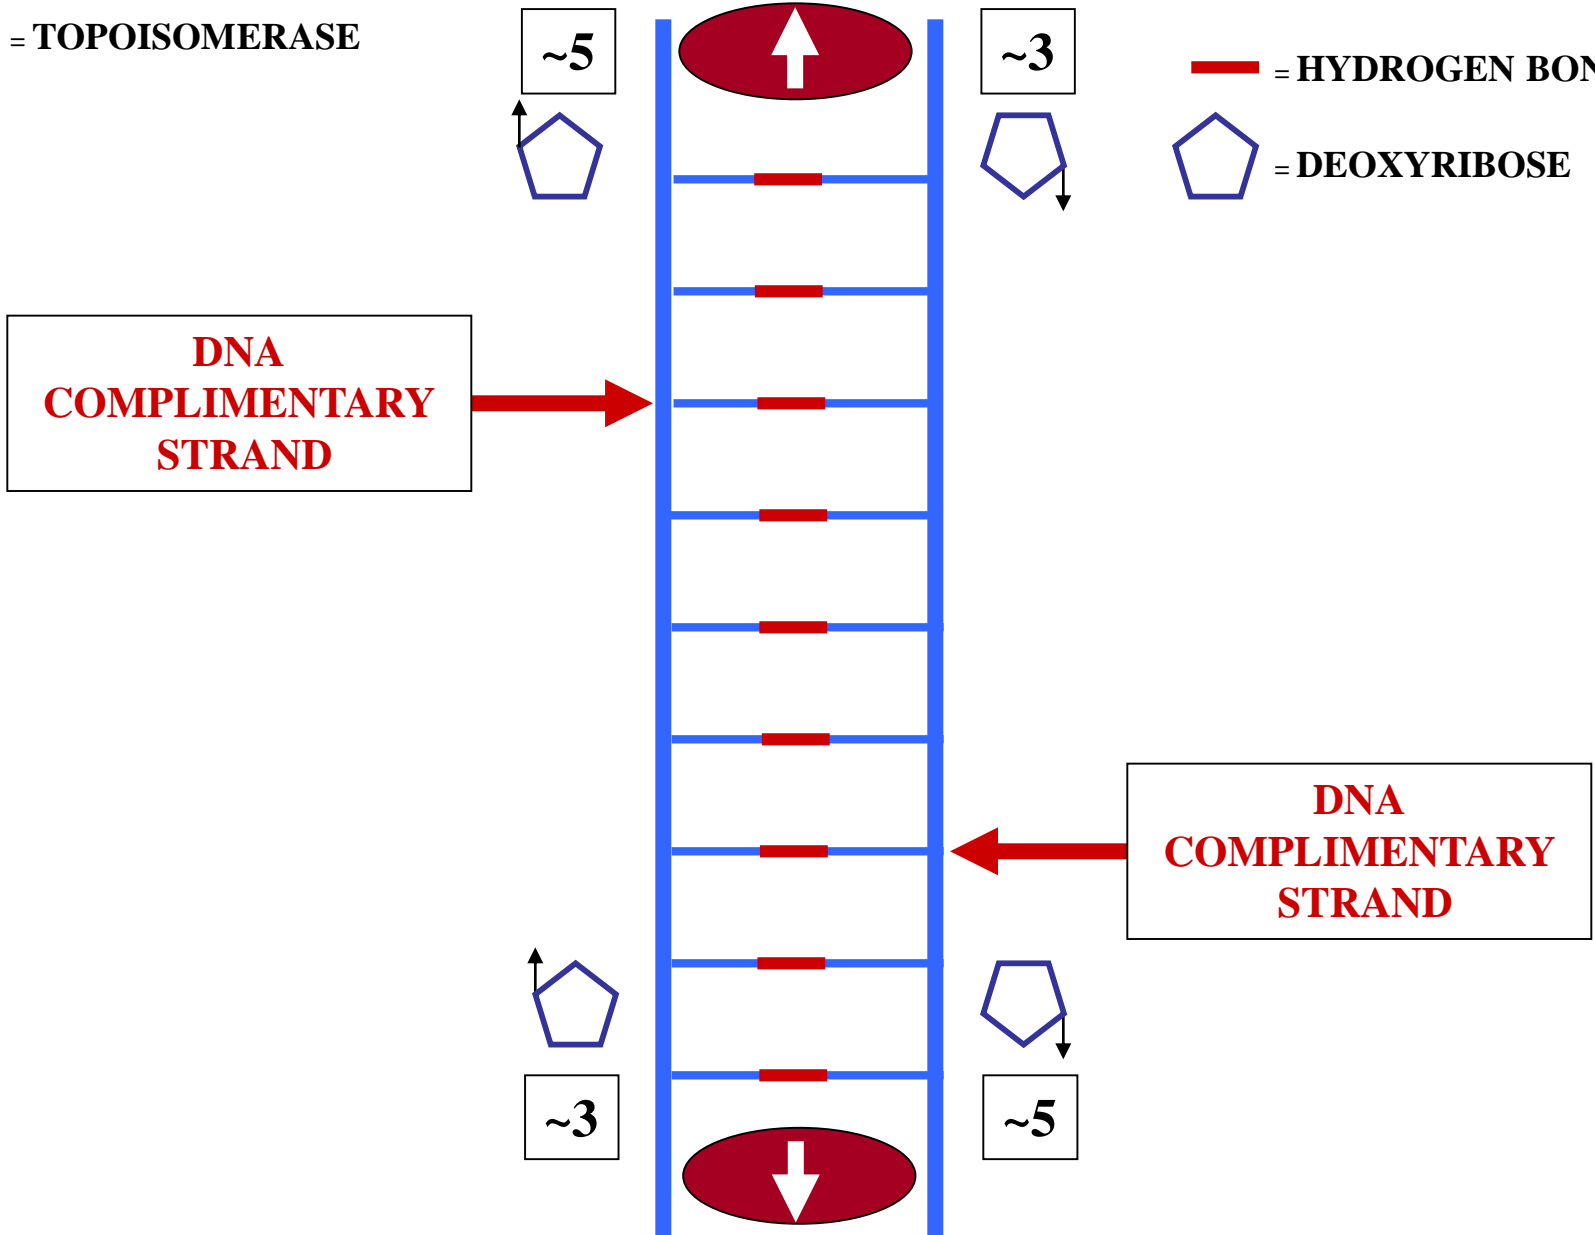 = TOPOISOMERASE
~5
~3
= HYDROGEN BON
= DEOXYRIBOSE
DNA
COMPLIMENTARY
STRAND
DNA
COMPLIMENTARY
STRAND
~3
~5